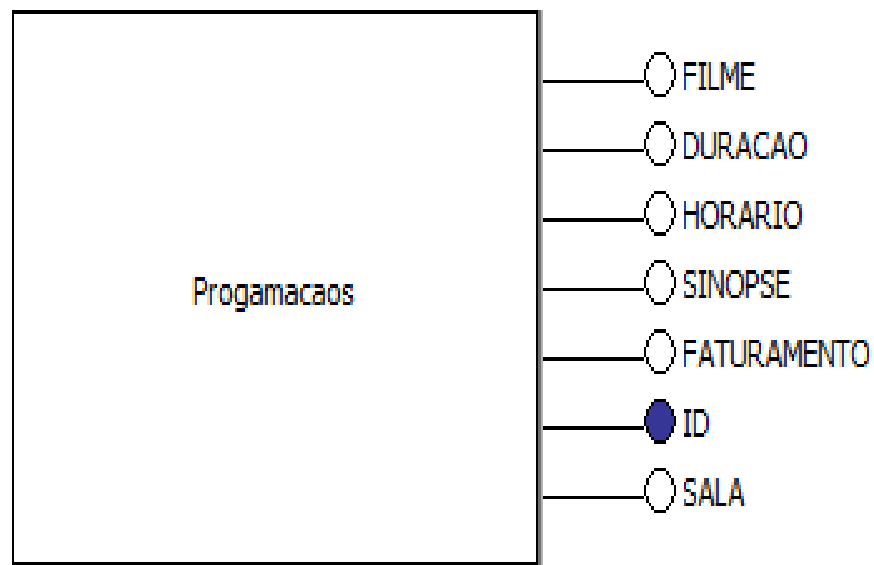 Progamacaos
FILME
DURACAO
HORARIO
SINOPSE
FATURAMENTO
ID
SALA